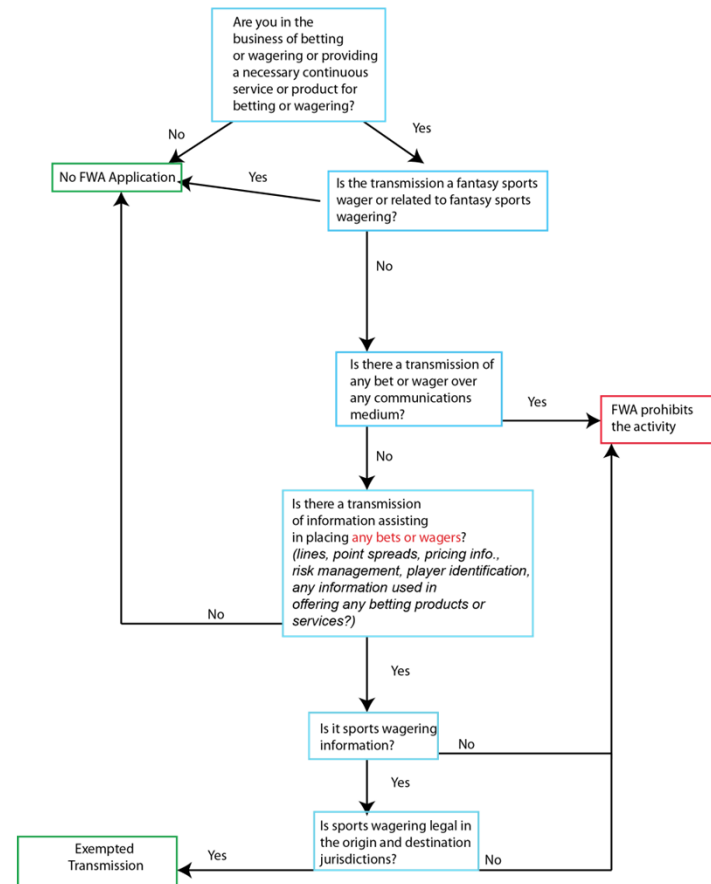 Are you in the
business of betting
or wagering or providing
a necessary continuous
service or product for
betting or wagering?
No
Yes
No FWA Application
Yes
Is the transmission a fantasy sports
wager or related to fantasy sports
wagering?
No
Is there a transmission of
any bet or wager over
any communications
medium?
Yes
FWA prohibits
the activity
No
Is there a transmission
of information assisting
in placing any bets or wagers?
(lines, point spreads, pricing info.,
risk management, player identification,
any information used in
offering any betting products or
services?)
No
Yes
Is it sports wagering
information?
No
Yes
Is sports wagering legal in
the origin and destination
jurisdictions?
Yes
No
Exempted
Transmission